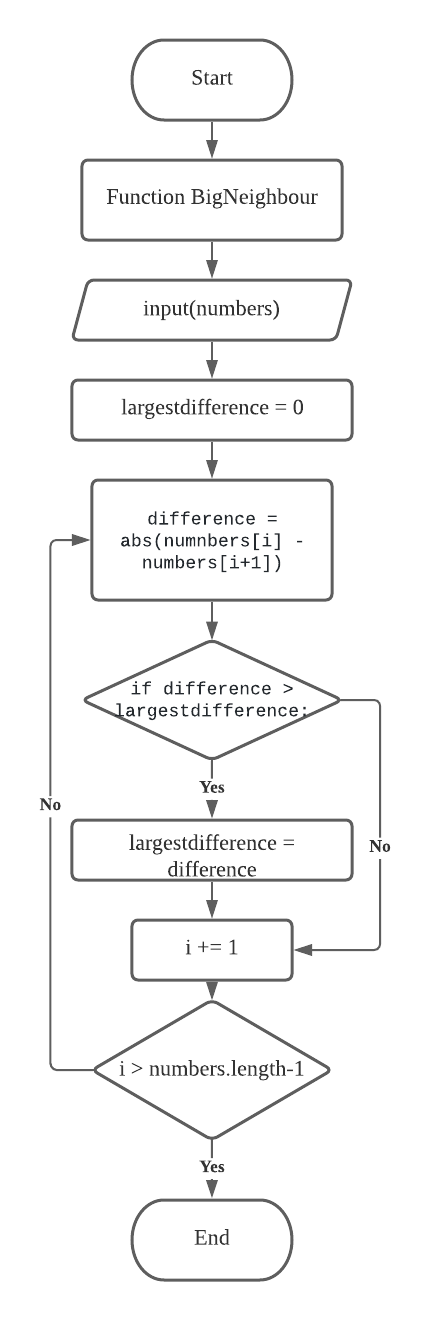 Start
Function BigNeighbour
input(numbers)
largestdifference = 0
difference =
abs(numnbers[i] -
numbers[i+1])
if difference >
largestdifference:
Yes
No
No
largestdifference =
difference
i += 1
i > numbers.length-1
Yes
End